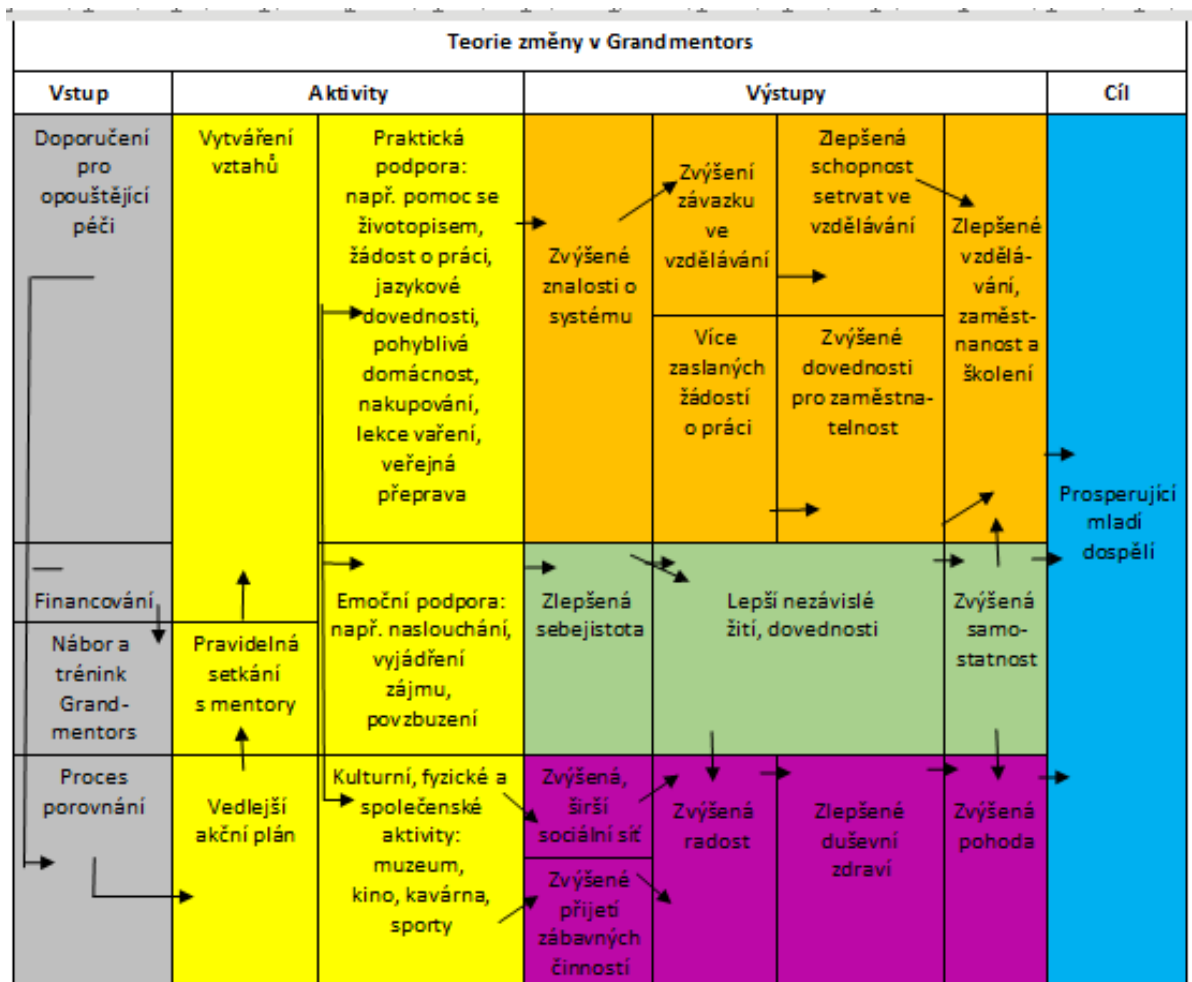 Teorie změny v Grandmentors
Vstup
Aktivity
Výstupy
Cíl
Doporučení
pro
opouštějící
péči
Financování
Nábor a
trénink
Grand-
mentors
Proces
porovnání
Vytváření
vztahů
Pravidelná
setkání
s mentory
Vedlejší
akční plán
Praktická
podpora:
např. pomoc se
životopisem,
žádost o práci,
jazykové
dovednosti,
pohyblivá
domácnost,
nakupování,
lekce vaření,
veřejná
přeprava
Emoční podpora:
např. naslouchání,
vyjádření
zájmu,
povzbuzení
Kulturní, fyzické a
společenské
aktivity:
muzeum,
kino, kavárna,
sporty
Zvýšené
znalosti o
systému
Zvýšení
závazku
ve
vzdělávání
Zlepšená
schopnost
setrvat ve
vzdělávání
Více
zaslaných
žádostí
o práci
Zvýšené
dovednosti
pro zaměstna-
telnost
Zlepšené
vzdělá-
vání,
zaměst-
nanost a
školení
Zlepšená
sebejistota
Lepší nezávislé
žití, dovednosti
Zvýšená
samo-
statnost
Zvýšená,
širší
sociální síť
Zvýšené
přijetí
zábavných
činností
Zvýšená
radost
Zlepšené
duševní
zdraví
Zvýšená
pohoda
Prosperující
mladí
dospělí